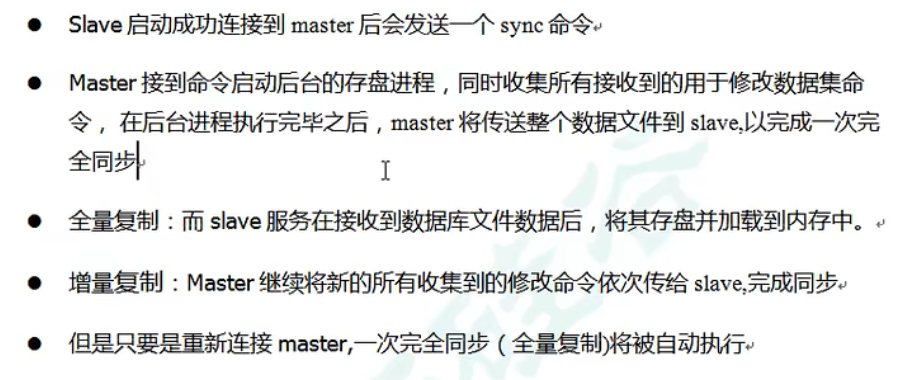 ● Slave 启动成功连接到 master 后会发送一个 sync 命令
● Master 接到命令启动后台的存盘进程，同时收集所有接收到的用于修改数据集命
令， 在后台进程执行完毕之后，master 将传送整个数据文件到 slave,以完成一次完
全同步
● 全量复制：而 slave 服务在接收到数据库文件数据后，将其存盘并加载到内存中。
● 增量复制：Master 继续将新的所有收集到的修改命令依次传给 slave,完成同步
● 但是只要是重新连接 master,一次完全同步（全量复制)将被自动执行